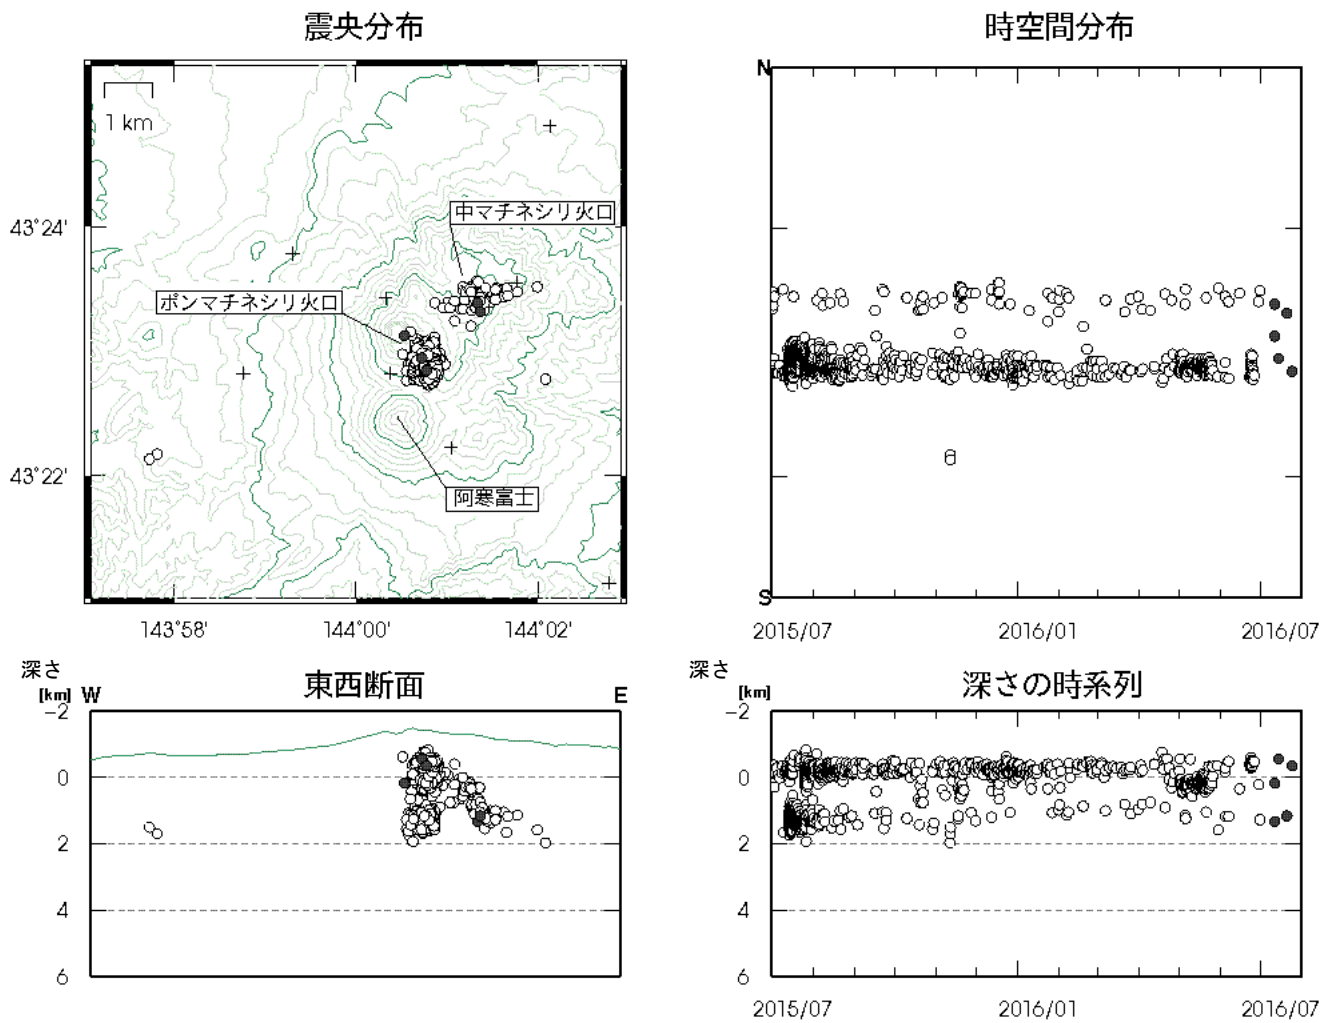 震央分布
1 km
中マチネシリ火口
43°24'
ポンマチネシリ火口
43°22'
阿寒富士
143°58'
144°00'
144°02'
時空間分布
N
S
2015/07
2016/01
2016/07
東西断面
深さ
[km]
W
E
−2
0
2
4
6
深さの時系列
深さ
[km]
−2
0
2
4
6
2015/07
2016/01
2016/07